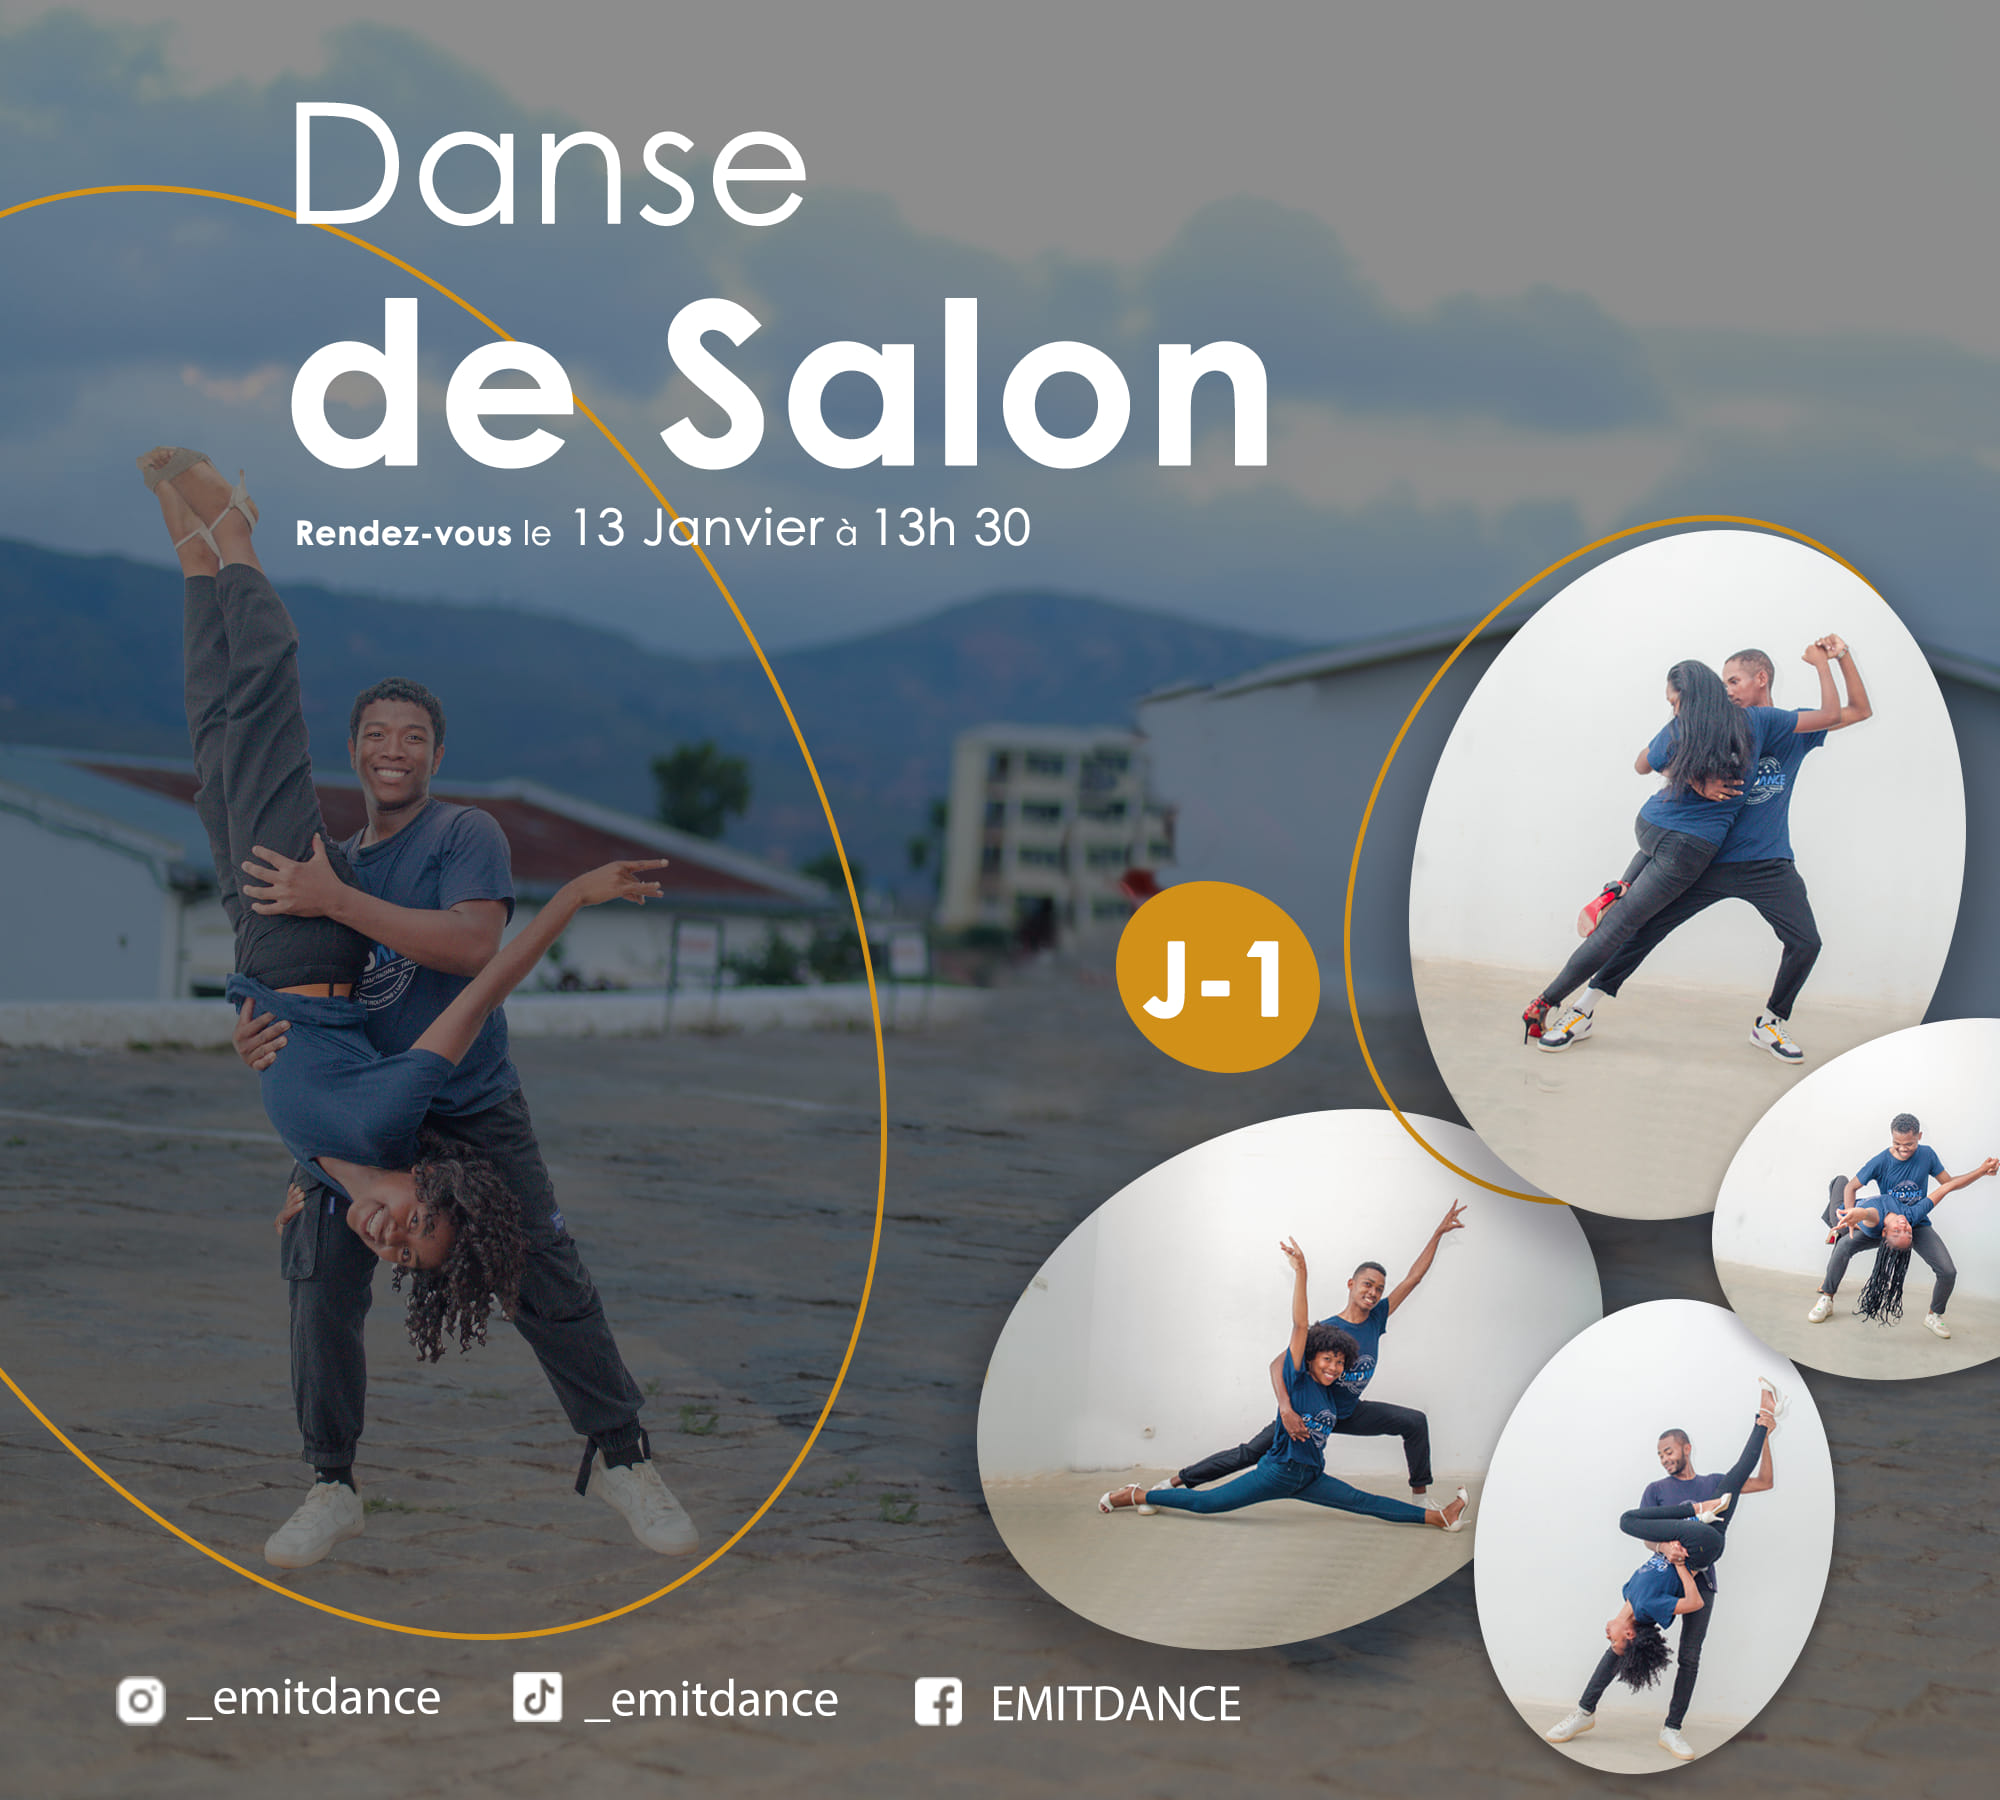 Danse
de Salon
Rendez-vous le 13 Janvier à 13h 30
J-1
_emitdance
_emitdance
EMITDANCE